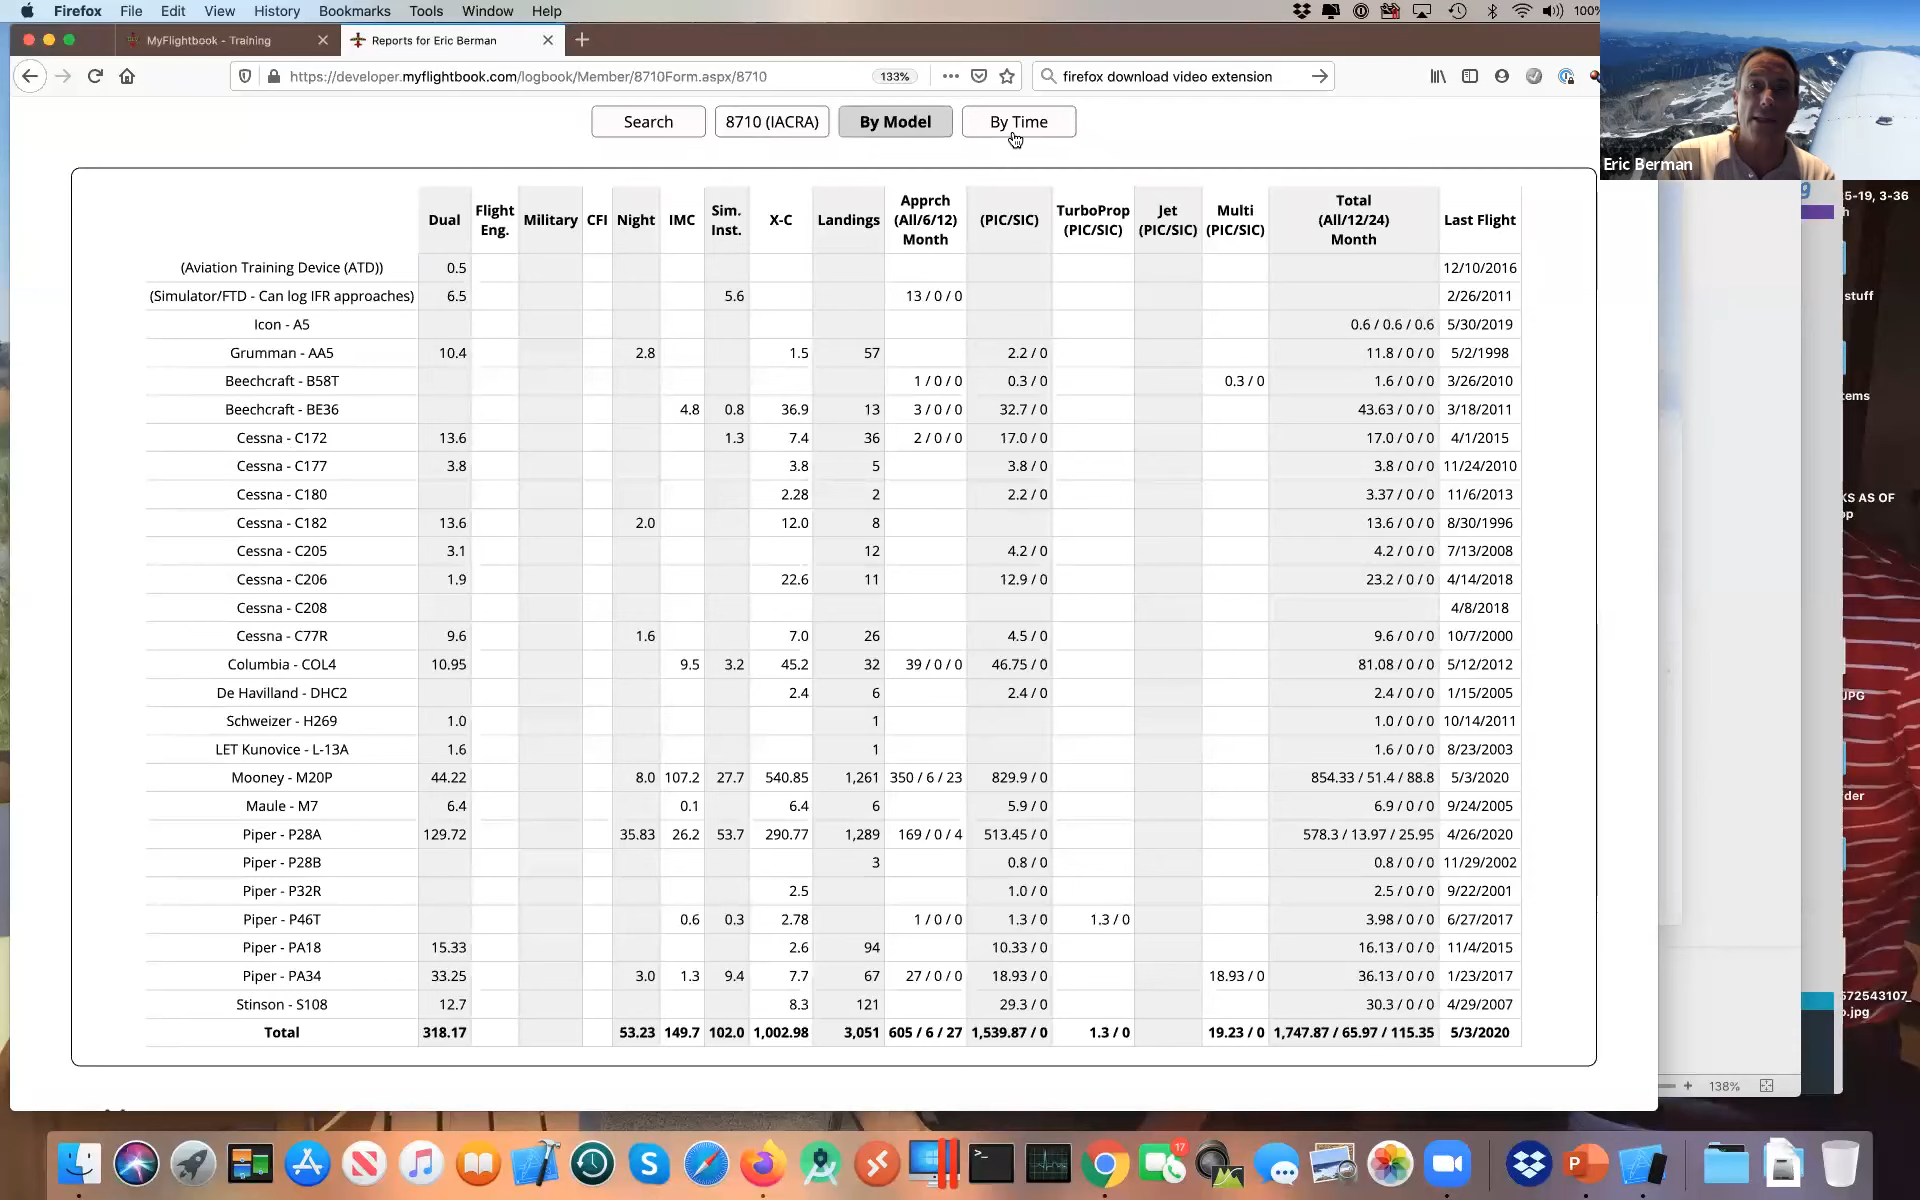 Firefox File Edit View History Bookmarks Tools Window Help 100%
MyFlightbook - Training Reports for Eric Berman
https://developer.myflightbook.com/logbook/Member/8710Form.aspx/8710 133% firefox download video extension
Search 8710 (IACRA) By Model By Time
Eric Berman
Dual Flight Eng. Military CFI Night IMC Sim. Inst. X-C Landings Apprch (All/6/12) Month (PIC/SIC) TurboProp (PIC/SIC) Jet (PIC/SIC) Multi (PIC/SIC) Total (All/12/24) Month Last Flight
(Aviation Training Device (ATD)) 0.5 12/10/2016
(Simulator/FTD - Can log IFR approaches) 6.5 5.6 13 / 0 / 0 2/26/2011
Icon - A5 0.6 / 0.6 / 0.6 5/30/2019
Grumman - AA5 10.4 2.8 1.5 57 2.2 / 0 11.8 / 0 / 0 5/2/1998
Beechcraft - B58T 1 / 0 / 0 0.3 / 0 0.3 / 0 1.6 / 0 / 0 3/26/2010
Beechcraft - BE36 4.8 0.8 36.9 13 3 / 0 / 0 32.7 / 0 43.63 / 0 / 0 3/18/2011
Cessna - C172 13.6 1.3 7.4 36 2 / 0 / 0 17.0 / 0 17.0 / 0 / 0 4/1/2015
Cessna - C177 3.8 3.8 5 3.8 / 0 3.8 / 0 / 0 11/24/2010
Cessna - C180 2.28 2 2.2 / 0 3.37 / 0 / 0 11/6/2013
Cessna - C182 13.6 2.0 12.0 8 13.6 / 0 / 0 8/30/1996
Cessna - C205 3.1 12 4.2 / 0 4.2 / 0 / 0 7/13/2008
Cessna - C206 1.9 22.6 11 12.9 / 0 23.2 / 0 / 0 4/14/2018
Cessna - C208 4/8/2018
Cessna - C77R 9.6 1.6 7.0 26 4.5 / 0 9.6 / 0 / 0 10/7/2000
Columbia - COL4 10.95 9.5 3.2 45.2 32 39 / 0 / 0 46.75 / 0 81.08 / 0 / 0 5/12/2012
De Havilland - DHC2 2.4 6 2.4 / 0 2.4 / 0 / 0 1/15/2005
Schweizer - H269 1.0 1 1.0 / 0 / 0 10/14/2011
LET Kunovice - L-13A 1.6 1 1.6 / 0 / 0 8/23/2003
Mooney - M20P 44.22 8.0 107.2 27.7 540.85 1,261 350 / 6 / 23 829.9 / 0 854.33 / 51.4 / 88.8 5/3/2020
Maule - M7 6.4 0.1 6.4 6 5.9 / 0 6.9 / 0 / 0 9/24/2005
Piper - P28A 129.72 35.83 26.2 53.7 290.77 1,289 169 / 0 / 4 513.45 / 0 578.3 / 13.97 / 25.95 4/26/2020
Piper - P28B 3 0.8 / 0 0.8 / 0 / 0 11/29/2002
Piper - P32R 2.5 1.0 / 0 2.5 / 0 / 0 9/22/2001
Piper - P46T 0.6 0.3 2.78 1 / 0 / 0 1.3 / 0 1.3 / 0 3.98 / 0 / 0 6/27/2017
Piper - PA18 15.33 2.6 94 10.33 / 0 16.13 / 0 / 0 11/4/2015
Piper - PA34 33.25 3.0 1.3 9.4 7.7 67 27 / 0 / 0 18.93 / 0 18.93 / 0 36.13 / 0 / 0 1/23/2017
Stinson - S108 12.7 8.3 121 29.3 / 0 30.3 / 0 / 0 4/29/2007
Total 318.17 53.23 149.7 102.0 1,002.98 3,051 605 / 6 / 27 1,539.87 / 0 1.3 / 0 19.23 / 0 1,747.87 / 65.97 / 115.35 5/3/2020
5-19, 3-36
h
stuff
tems
KS AS OF
op
JPG
der
572543107_
o.jpg
138%
17